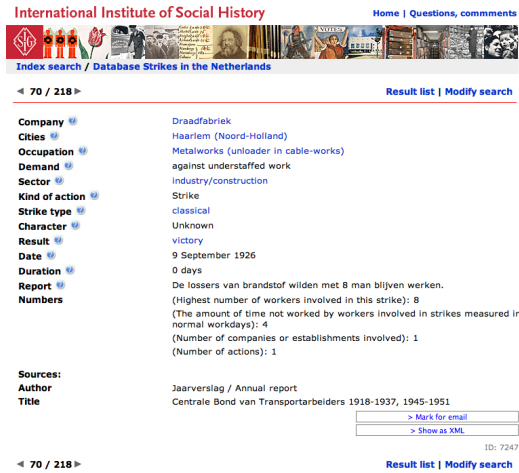 International Institute of Social History
Home | Questions, commments
VOTERS
Index search / Database Strikes in the Netherlands
70 / 218
Result list | Modify search
Company Draadfabriek
Cities Haarlem (Noord-Holland)
Occupation Metalworks (unloader in cable-works)
Demand against understaffed work
Sector industry/construction
Kind of action Strike
Strike type classical
Character Unknown
Result victory
Date 9 September 1926
Duration 0 days
Report De lossers van brandstof wilden met 8 man blijven werken.
Numbers (Highest number of workers involved in this strike): 8
(The amount of time not worked by workers involved in strikes measured in
normal workdays): 4
(Number of companies or establishments involved): 1
(Number of actions): 1
Sources:
Author Jaarverslag / Annual report
Title Centrale Bond van Transportarbeiders 1918-1937, 1945-1951
> Mark for email
> Show as XML
ID: 7247
70 / 218
Result list | Modify search